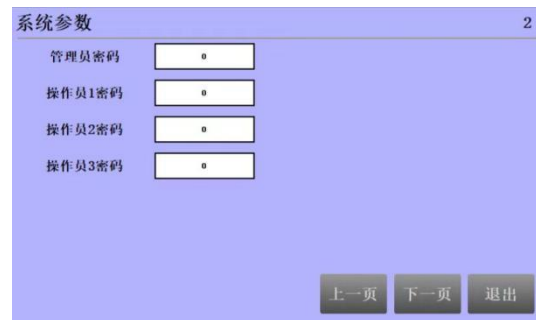 系统参数 2
管理员密码 0
操作员1密码 0
操作员2密码 0
操作员3密码 0
上一页 下一页 退出